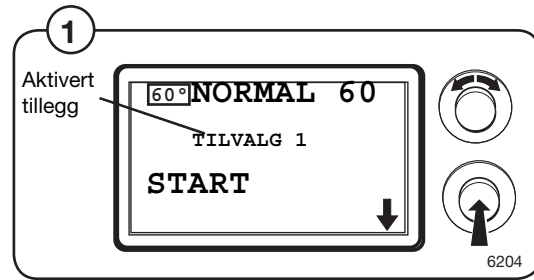 1
Aktivert
tillegg
60° NORMAL 60
TILVALG 1
START
6204